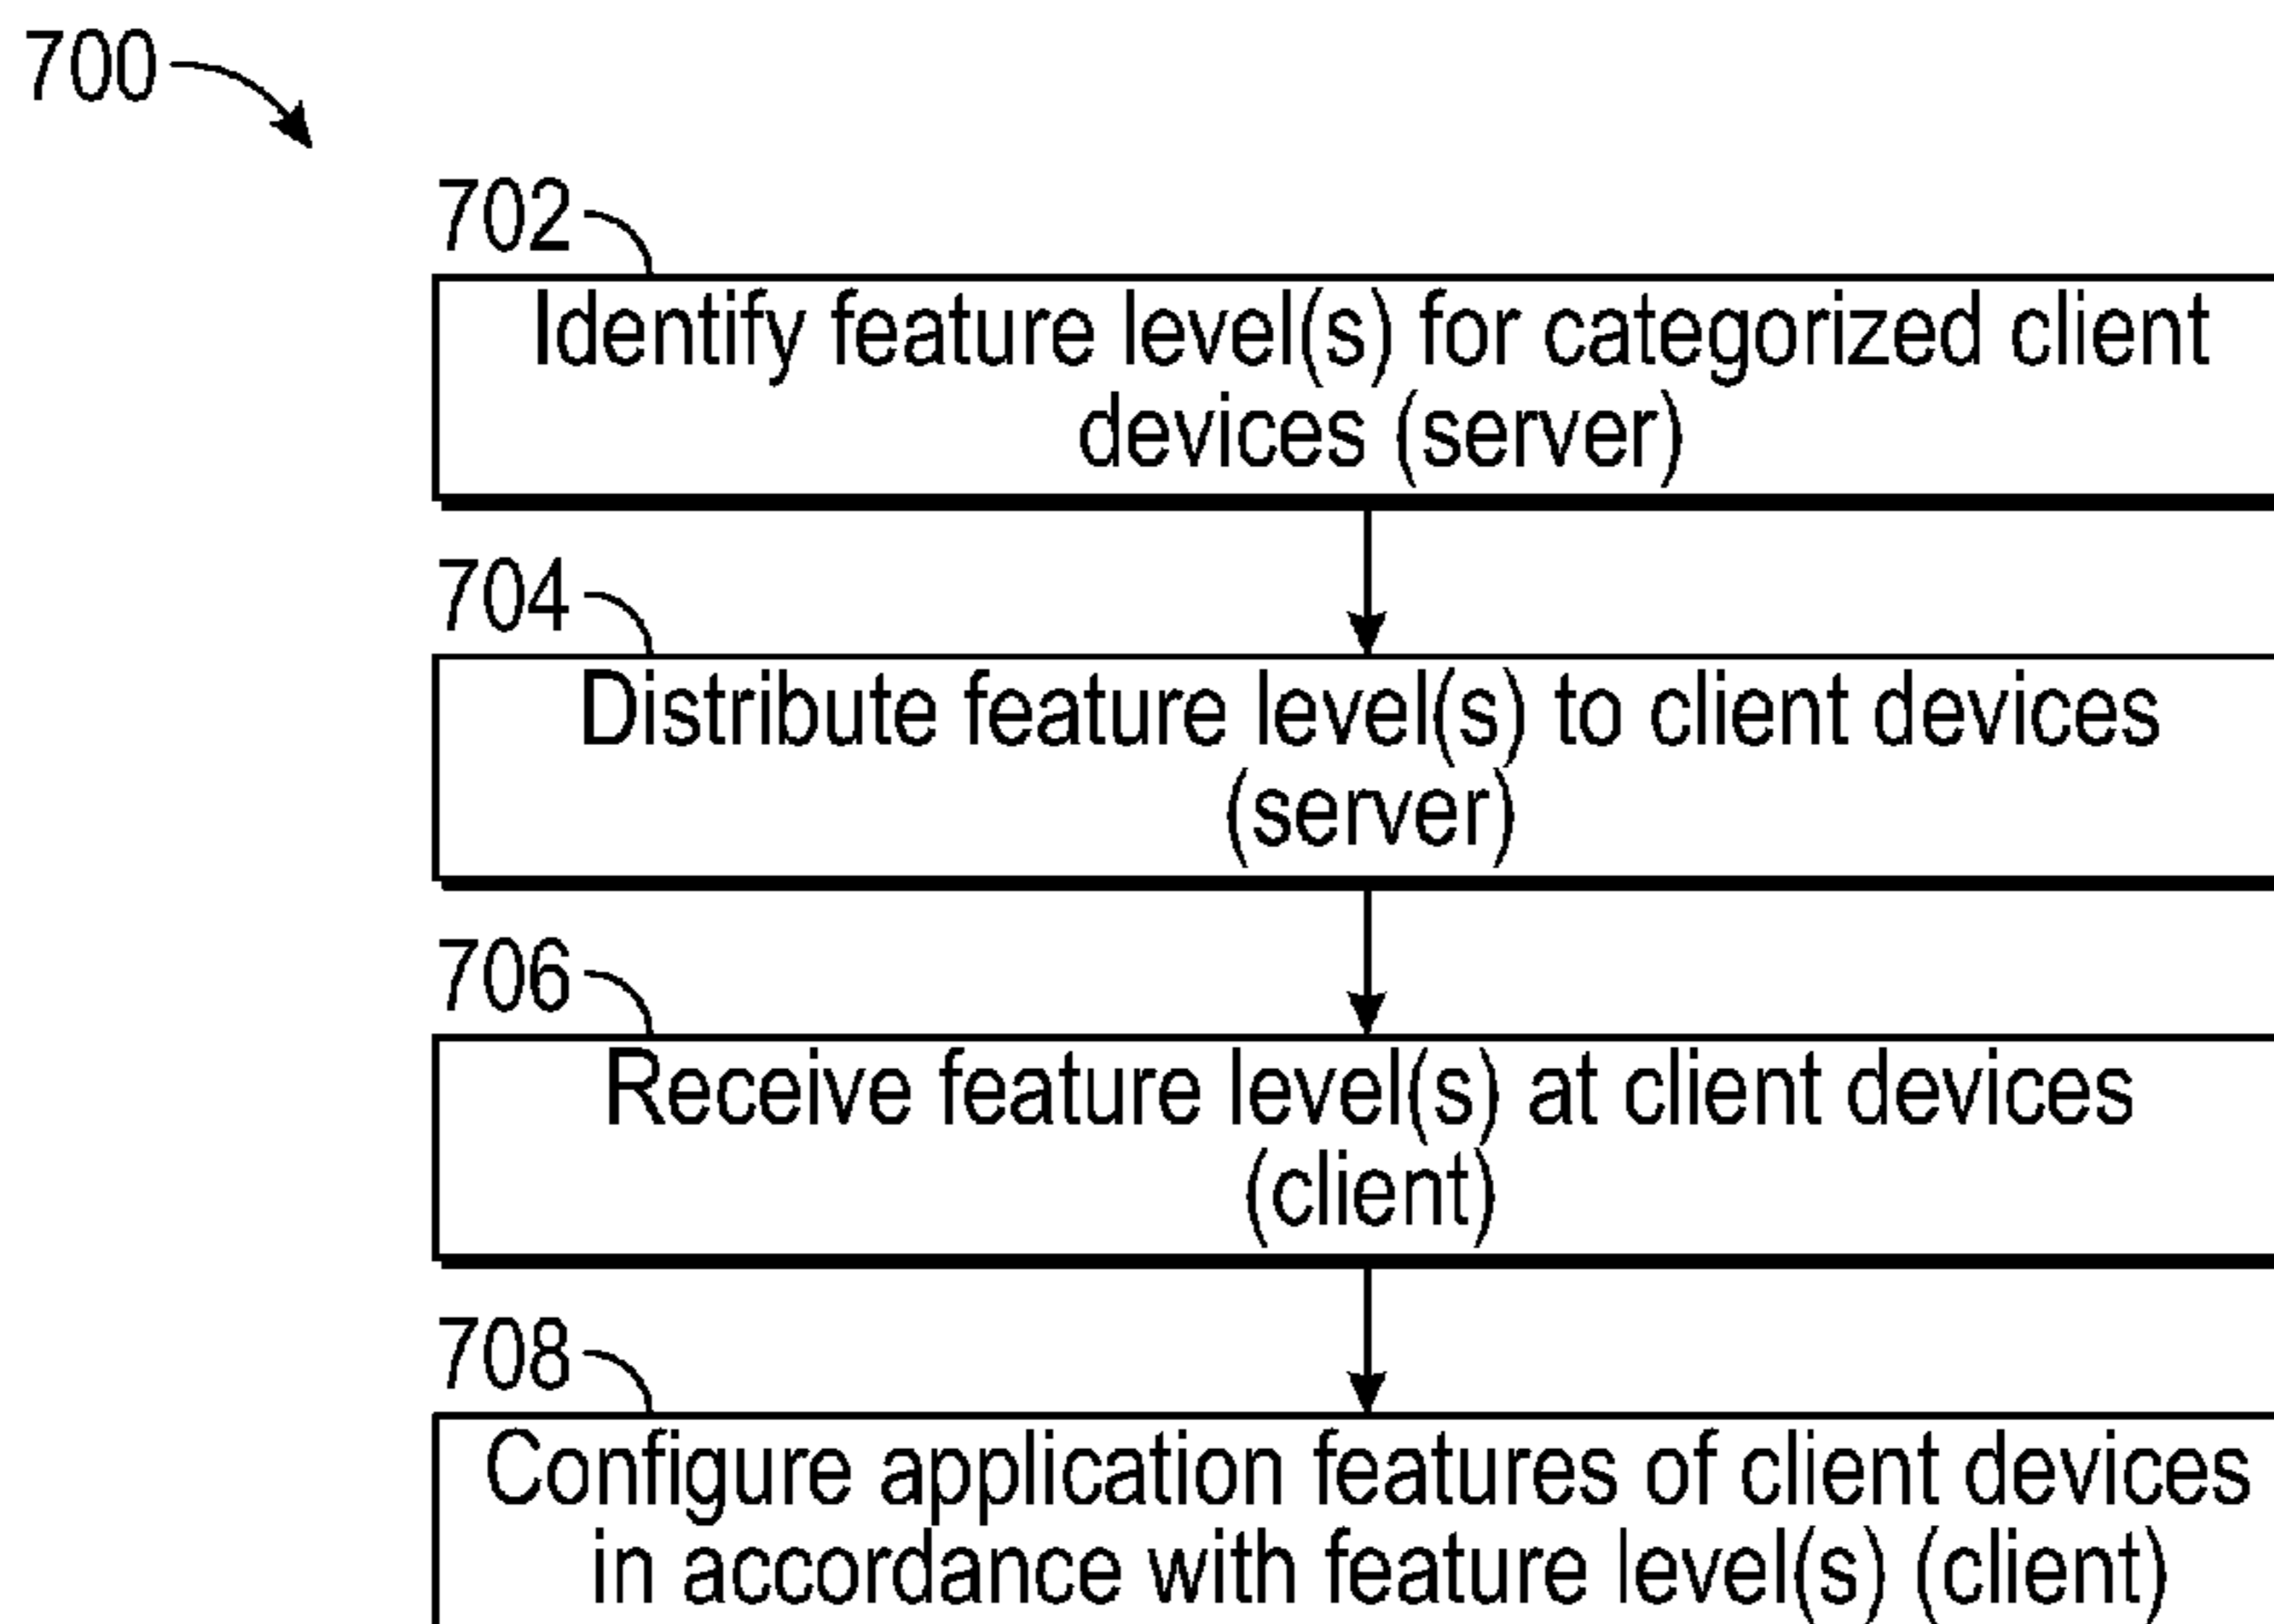 700
702
Identify feature level(s) for categorized client
devices (server)
704
Distribute feature level(s) to client devices
(server)
706
Receive feature level(s) at client devices
(client)
708
Configure application features of client devices
in accordance with feature level(s) (client)